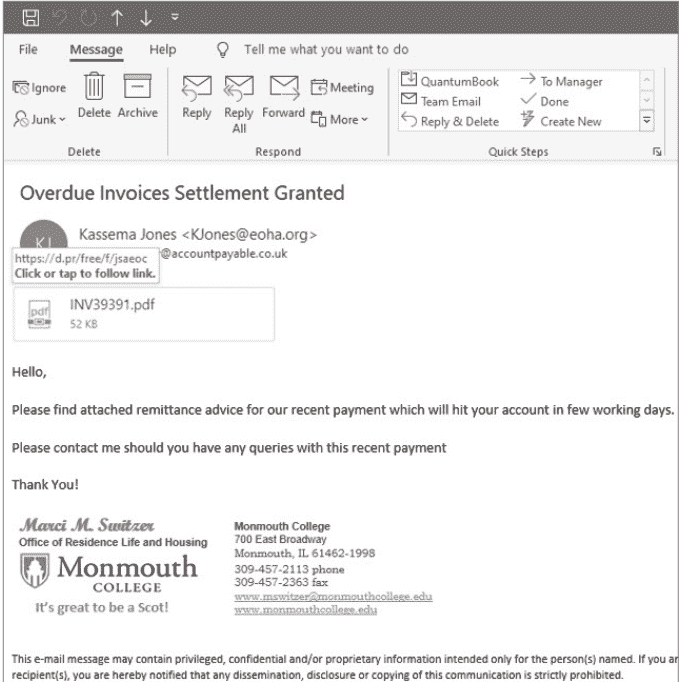 File Message Help Tell me what you want to do
Ignore Delete Archive Reply Reply All Forward Meeting QuantumBook To Manager
Junk More Team Email Done
Reply & Delete Create New
Delete Respond Quick Steps
Overdue Invoices Settlement Granted
KJ
Kassema Jones <KJones@eoha.org>
@accountpayable.co.uk
https://d.pr/free/f/jsaeoc
Click or tap to follow link.
pdf
INV39391.pdf
52 KB
Hello,
Please find attached remittance advice for our recent payment which will hit your account in few working days.
Please contact me should you have any queries with this recent payment
Thank You!
Marci M. Switzer
Office of Residence Life and Housing
Monmouth
COLLEGE
It's great to be a Scot!
Monmouth College
700 East Broadway
Monmouth, IL 61462-1998
309-457-2113 phone
309-457-2363 fax
www.mswitzer@monmouthcollege.edu
www.monmouthcollege.edu
This e-mail message may contain privileged, confidential and/or proprietary information intended only for the person(s) named. If you ar
recipient(s), you are hereby notified that any dissemination, disclosure or copying of this communication is strictly prohibited.